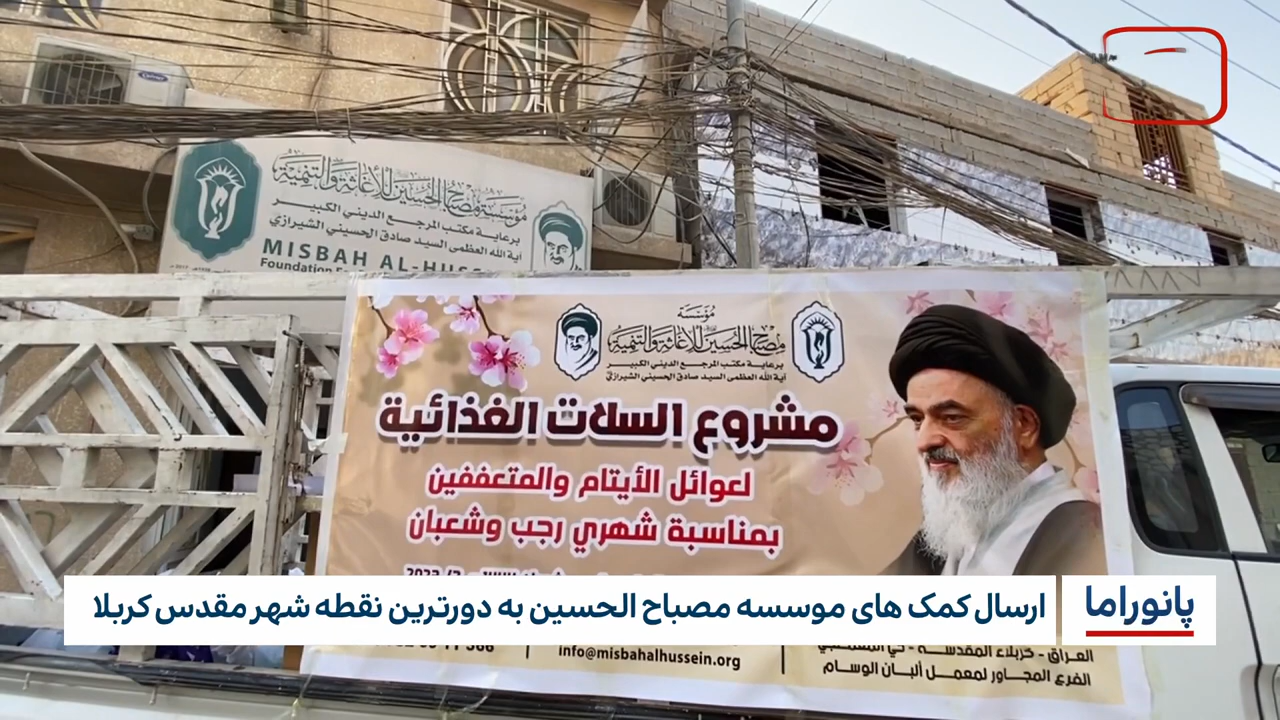 مؤسسة مصباح الحسين للإغاثة والتنمية
برعاية مكتب المرجع الديني الكبير
آية الله العظمى السيد صادق الحسيني الشيرازي
MISBAH AL-HUSS
Foundation F
مؤسسة
مصباح الحسين للإغاثة والتنمية
برعاية مكتب المرجع الديني الكبير
آية الله العظمى السيد صادق الحسيني الشيرازي
مشروع السلات الغذائية
لعوائل الأيتام والمتعففين
بمناسبة شهري رجب وشعبان
پانوراما
ارسال کمک های موسسه مصباح الحسین به دورترین نقطه شهر مقدس کربلا
info@misbahalhussein.org
العراق - كربلاء المقدسة - حي
الفرع المجاور لمعمل ألبان الوسام